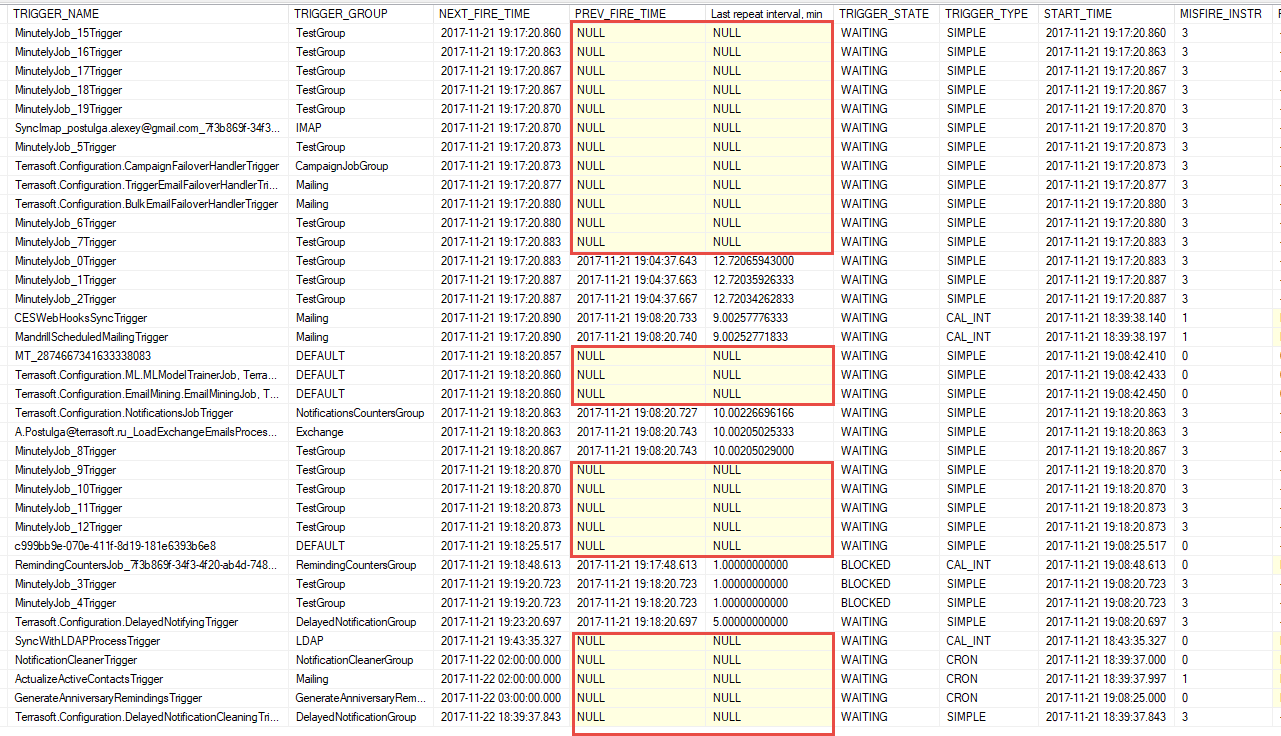 TRIGGER_NAME TRIGGER_GROUP NEXT_FIRE_TIME PREV_FIRE_TIME Last repeat interval, min TRIGGER_STATE TRIGGER_TYPE START_TIME MISFIRE_INSTR
MinutelyJob_15Trigger TestGroup 2017-11-21 19:17:20.860 NULL NULL WAITING SIMPLE 2017-11-21 19:17:20.860 3
MinutelyJob_16Trigger TestGroup 2017-11-21 19:17:20.863 NULL NULL WAITING SIMPLE 2017-11-21 19:17:20.863 3
MinutelyJob_17Trigger TestGroup 2017-11-21 19:17:20.867 NULL NULL WAITING SIMPLE 2017-11-21 19:17:20.867 3
MinutelyJob_18Trigger TestGroup 2017-11-21 19:17:20.867 NULL NULL WAITING SIMPLE 2017-11-21 19:17:20.867 3
MinutelyJob_19Trigger TestGroup 2017-11-21 19:17:20.870 NULL NULL WAITING SIMPLE 2017-11-21 19:17:20.870 3
SyncImap_postulga.alexey@gmail.com_7f3b869f-34f3... IMAP 2017-11-21 19:17:20.870 NULL NULL WAITING SIMPLE 2017-11-21 19:17:20.870 3
MinutelyJob_5Trigger TestGroup 2017-11-21 19:17:20.873 NULL NULL WAITING SIMPLE 2017-11-21 19:17:20.873 3
Terrasoft.Configuration.CampaignFailoverHandlerTrigger CampaignJobGroup 2017-11-21 19:17:20.873 NULL NULL WAITING SIMPLE 2017-11-21 19:17:20.873 3
Terrasoft.Configuration.TriggerEmailFailoverHandlerTri... Mailing 2017-11-21 19:17:20.877 NULL NULL WAITING SIMPLE 2017-11-21 19:17:20.877 3
Terrasoft.Configuration.BulkEmailFailoverHandlerTrigger Mailing 2017-11-21 19:17:20.880 NULL NULL WAITING SIMPLE 2017-11-21 19:17:20.880 3
MinutelyJob_6Trigger TestGroup 2017-11-21 19:17:20.880 NULL NULL WAITING SIMPLE 2017-11-21 19:17:20.880 3
MinutelyJob_7Trigger TestGroup 2017-11-21 19:17:20.883 NULL NULL WAITING SIMPLE 2017-11-21 19:17:20.883 3
MinutelyJob_0Trigger TestGroup 2017-11-21 19:17:20.883 2017-11-21 19:04:37.643 12.72065943000 WAITING SIMPLE 2017-11-21 19:17:20.883 3
MinutelyJob_1Trigger TestGroup 2017-11-21 19:17:20.887 2017-11-21 19:04:37.663 12.72035926333 WAITING SIMPLE 2017-11-21 19:17:20.887 3
MinutelyJob_2Trigger TestGroup 2017-11-21 19:17:20.887 2017-11-21 19:04:37.667 12.72034262833 WAITING SIMPLE 2017-11-21 19:17:20.887 3
CESWebHooksSyncTrigger Mailing 2017-11-21 19:17:20.890 2017-11-21 19:08:20.733 9.00257776333 WAITING CAL_INT 2017-11-21 18:39:38.140 1
MandrillScheduledMailingTrigger Mailing 2017-11-21 19:17:20.890 2017-11-21 19:08:20.740 9.00252771833 WAITING CAL_INT 2017-11-21 18:39:38.197 1
MT_2874667341633338083 DEFAULT 2017-11-21 19:18:20.857 NULL NULL WAITING SIMPLE 2017-11-21 19:08:42.410 0
Terrasoft.Configuration.ML.MLModelTrainerJob, Terra... DEFAULT 2017-11-21 19:18:20.860 NULL NULL WAITING SIMPLE 2017-11-21 19:08:42.433 0
Terrasoft.Configuration.EmailMining.EmailMiningJob, T... DEFAULT 2017-11-21 19:18:20.860 NULL NULL WAITING SIMPLE 2017-11-21 19:08:42.450 0
Terrasoft.Configuration.NotificationsJobTrigger NotificationsCountersGroup 2017-11-21 19:18:20.863 2017-11-21 19:08:20.727 10.00226696166 WAITING SIMPLE 2017-11-21 19:18:20.863 3
A.Postulga@terrasoft.ru_LoadExchangeEmailsProces... Exchange 2017-11-21 19:18:20.863 2017-11-21 19:08:20.743 10.00205025333 WAITING SIMPLE 2017-11-21 19:18:20.863 3
MinutelyJob_8Trigger TestGroup 2017-11-21 19:18:20.867 2017-11-21 19:08:20.743 10.00205029000 WAITING SIMPLE 2017-11-21 19:18:20.867 3
MinutelyJob_9Trigger TestGroup 2017-11-21 19:18:20.870 NULL NULL WAITING SIMPLE 2017-11-21 19:18:20.870 3
MinutelyJob_10Trigger TestGroup 2017-11-21 19:18:20.870 NULL NULL WAITING SIMPLE 2017-11-21 19:18:20.870 3
MinutelyJob_11Trigger TestGroup 2017-11-21 19:18:20.873 NULL NULL WAITING SIMPLE 2017-11-21 19:18:20.873 3
MinutelyJob_12Trigger TestGroup 2017-11-21 19:18:20.873 NULL NULL WAITING SIMPLE 2017-11-21 19:18:20.873 3
c999bb9e-070e-411f-8d19-181e6393b6e8 DEFAULT 2017-11-21 19:18:25.517 NULL NULL WAITING SIMPLE 2017-11-21 19:08:25.517 0
RemindingCountersJob_7f3b869f-34f3-4f20-ab4d-748... RemindingCountersGroup 2017-11-21 19:18:48.613 2017-11-21 19:17:48.613 1.00000000000 BLOCKED CAL_INT 2017-11-21 19:08:48.613 0
MinutelyJob_3Trigger TestGroup 2017-11-21 19:19:20.723 2017-11-21 19:18:20.723 1.00000000000 BLOCKED SIMPLE 2017-11-21 19:08:20.723 3
MinutelyJob_4Trigger TestGroup 2017-11-21 19:19:20.723 2017-11-21 19:18:20.723 1.00000000000 BLOCKED SIMPLE 2017-11-21 19:08:20.723 3
Terrasoft.Configuration.DelayedNotifyingTrigger DelayedNotificationGroup 2017-11-21 19:23:20.697 2017-11-21 19:18:20.697 5.00000000000 WAITING SIMPLE 2017-11-21 19:08:20.697 3
SyncWithLDAPProcessTrigger LDAP 2017-11-21 19:43:35.327 NULL NULL WAITING CAL_INT 2017-11-21 18:43:35.327 0
NotificationCleanerTrigger NotificationCleanerGroup 2017-11-22 02:00:00.000 NULL NULL WAITING CRON 2017-11-21 18:39:37.000 0
ActualizeActiveContactsTrigger Mailing 2017-11-22 02:00:00.000 NULL NULL WAITING CRON 2017-11-21 18:39:37.997 1
GenerateAnniversaryRemindingsTrigger GenerateAnniversaryRem... 2017-11-22 03:00:00.000 NULL NULL WAITING CRON 2017-11-21 19:08:25.000 0
Terrasoft.Configuration.DelayedNotificationCleaningTri... DelayedNotificationGroup 2017-11-22 18:39:37.843 NULL NULL WAITING SIMPLE 2017-11-21 18:39:37.843 3